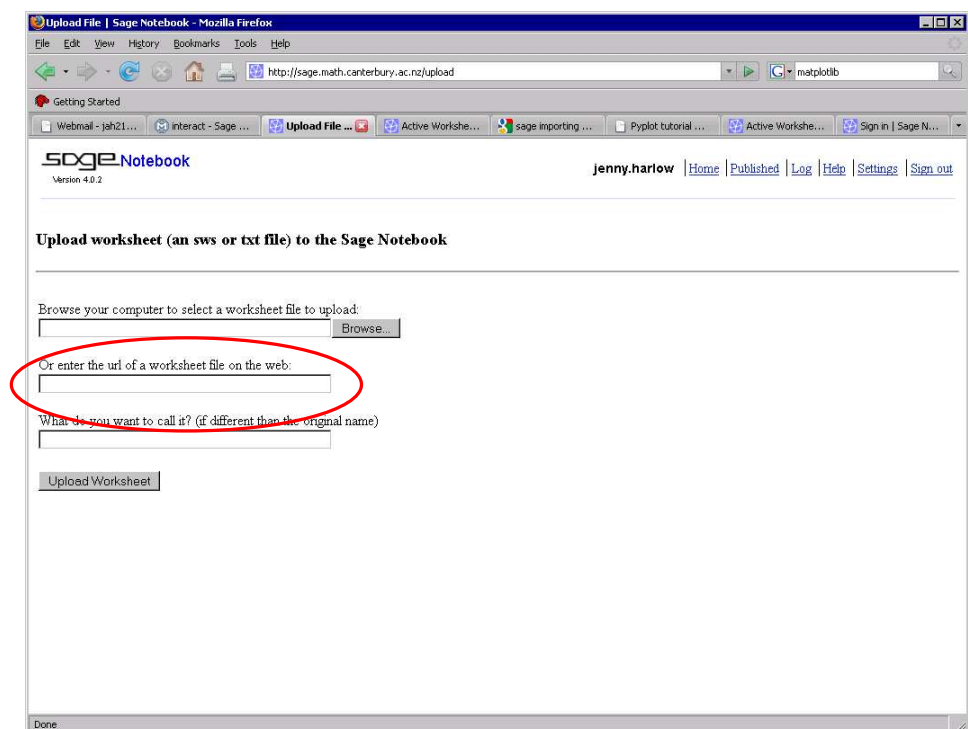 Upload File | Sage Notebook - Mozilla Firefox
File Edit View History Bookmarks Tools Help
http://sage.math.canterbury.ac.nz/upload G matplotlib
Getting Started
Webmail - jah21... interact - Sage ... Upload File ... Active Workshe... sage importing ... Pyplot tutorial ... Active Workshe... Sign in | Sage N...
sage Notebook
Version 4.0.2
jenny.harlow | Home | Published | Log | Help | Settings | Sign out
Upload worksheet (an sws or txt file) to the Sage Notebook
Browse your computer to select a worksheet file to upload:
Browse...
Or enter the url of a worksheet file on the web:
What do you want to call it? (if different than the original name)
Upload Worksheet
Done